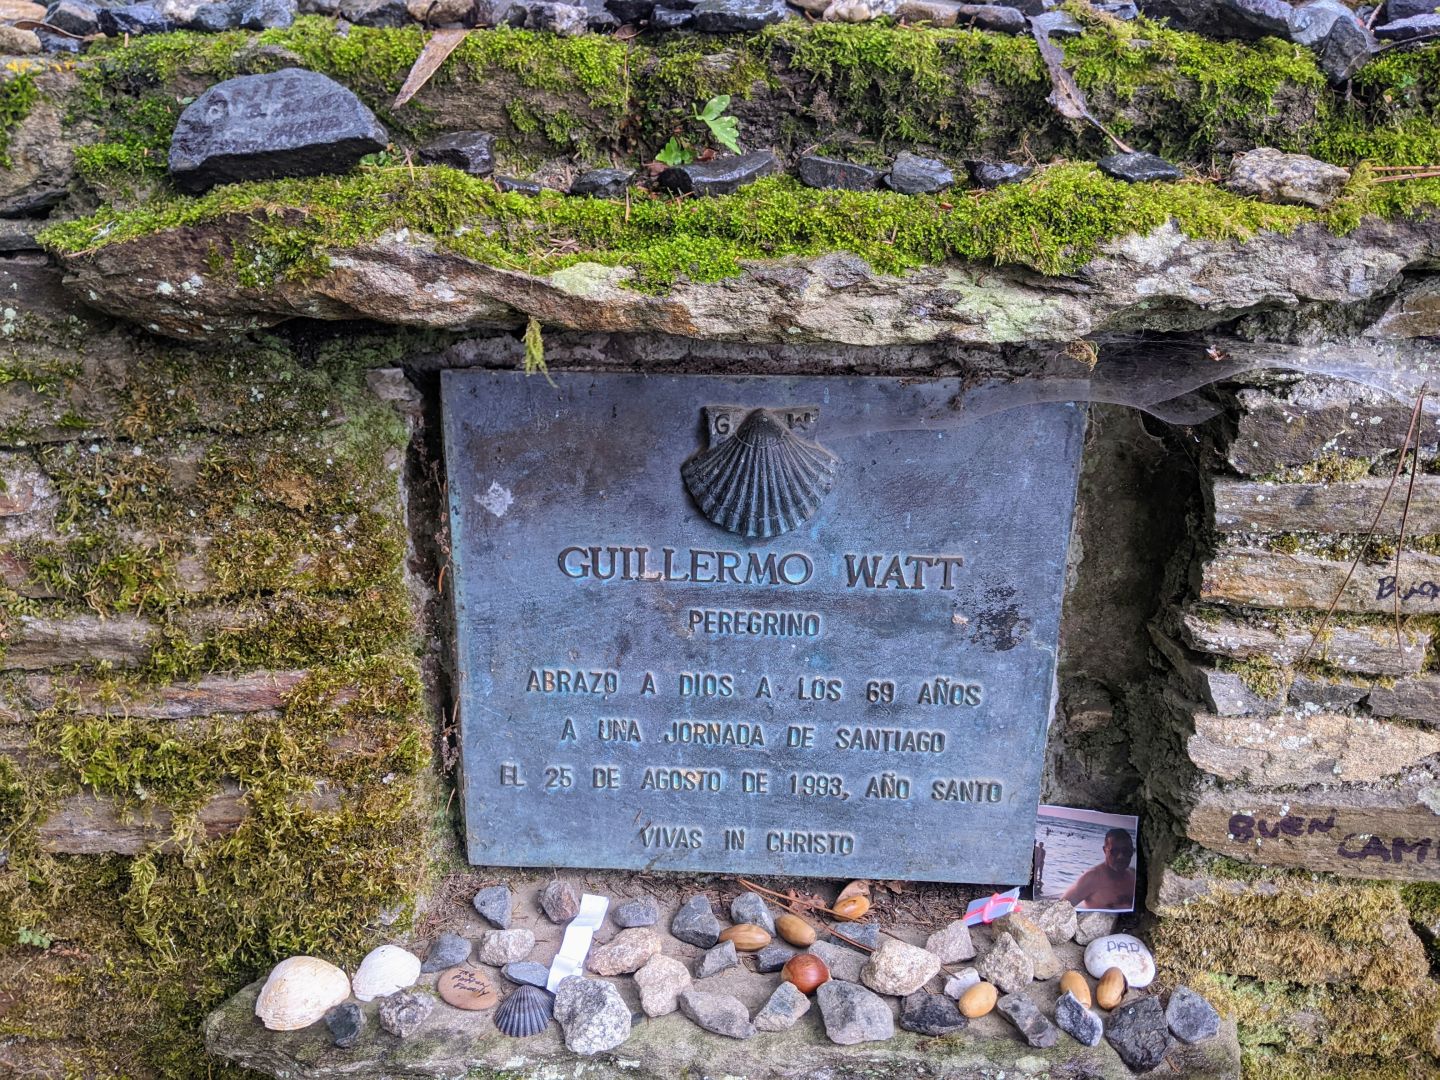 G W
GUILLERMO WATT
PEREGRINO
ABRAZO A DIOS A LOS 69 AÑOS
A UNA JORNADA DE SANTIAGO
EL 25 DE AGOSTO DE 1993, AÑO SANTO
VIVAS IN CHRISTO
BUEN
CAMI
DAD